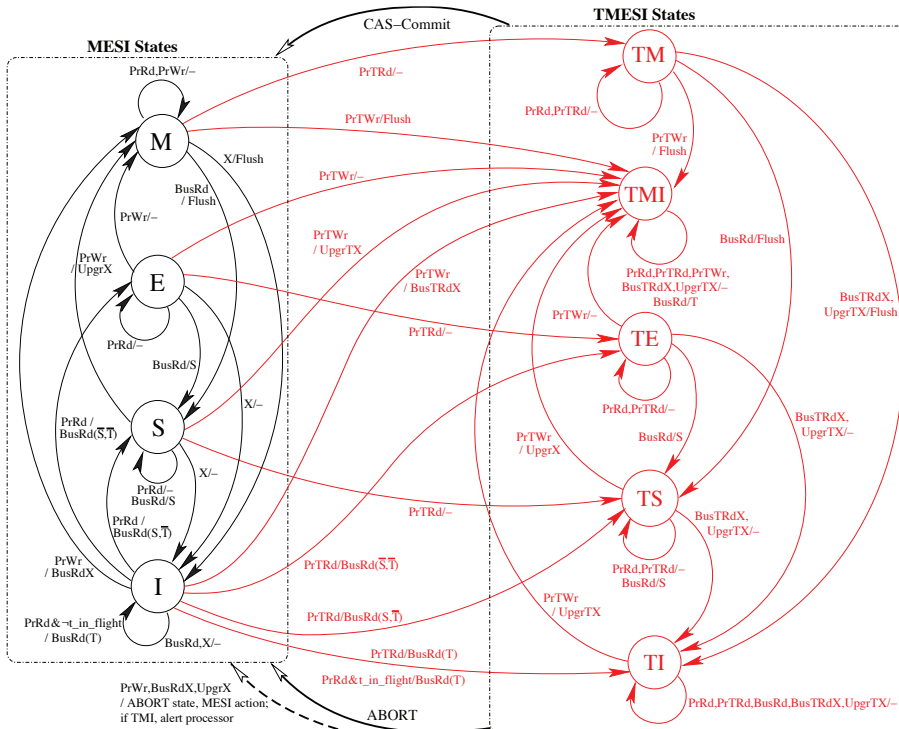 CAS–Commit
MESI States
TMESI States
PrRd,PrWr/–
M
TM
PrTRd/–
PrRd,PrTRd/–
PrTWr/Flush
PrTWr
/ Flush
X/Flush
BusRd
/ Flush
TMI
PrTWr/–
PrWr/–
PrTWr
/ UpgrTX
BusRd/Flush
PrWr
/ UpgrX
PrTWr
/ BusTRdX
PrRd,PrTRd,PrTWr,
BusTRdX,UpgrTX/–
BusRd/T
E
BusTRdX,
UpgrTX/Flush
PrTWr/–
PrTRd/–
TE
PrRd/–
BusRd/S
PrRd,PrTRd/–
X/–
BusTRdX,
UpgrTX/–
PrRd /
BusRd(S̅,T̅)
S
BusRd/S
PrTWr
/ UpgrX
X/–
PrRd/–
BusRd/S
TS
PrTRd/–
PrRd /
BusRd(S,T̅)
BusTRdX,
UpgrTX/–
PrWr
/ BusRdX
PrTRd/BusRd(S̅,T̅)
PrRd,PrTRd/–
BusRd/S
I
PrTWr
/ UpgrTX
PrTRd/BusRd(S,T̅)
PrRd&¬t_in_flight
/ BusRd(T)
BusRd,X/–
PrTRd/BusRd(T)
TI
PrRd&t_in_flight/BusRd(T)
PrWr,BusRdX,UpgrX
/ ABORT state, MESI action;
if TMI, alert processor
ABORT
PrRd,PrTRd,BusRd,BusTRdX,UpgrTX/–